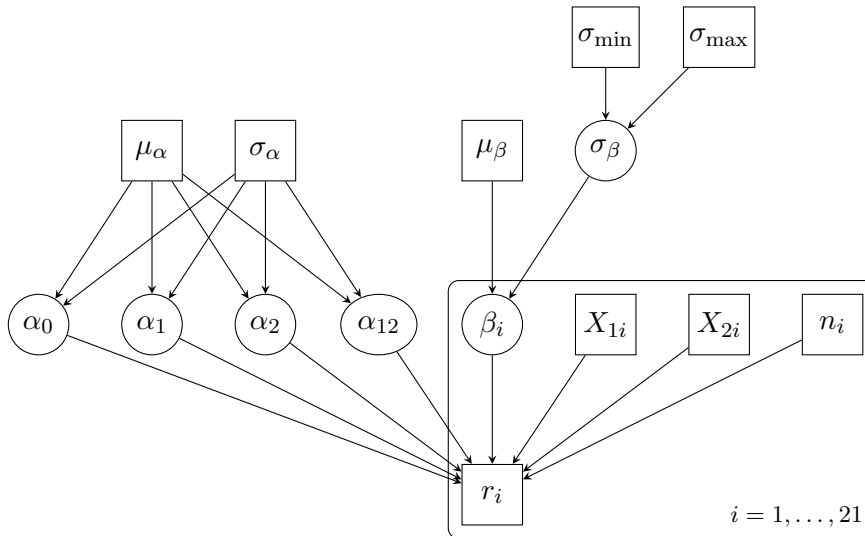 σ_min σ_max
μ_α σ_α μ_β σ_β
α_0 α_1 α_2 α_12 β_i X_1i X_2i n_i
r_i
i = 1, . . . , 21